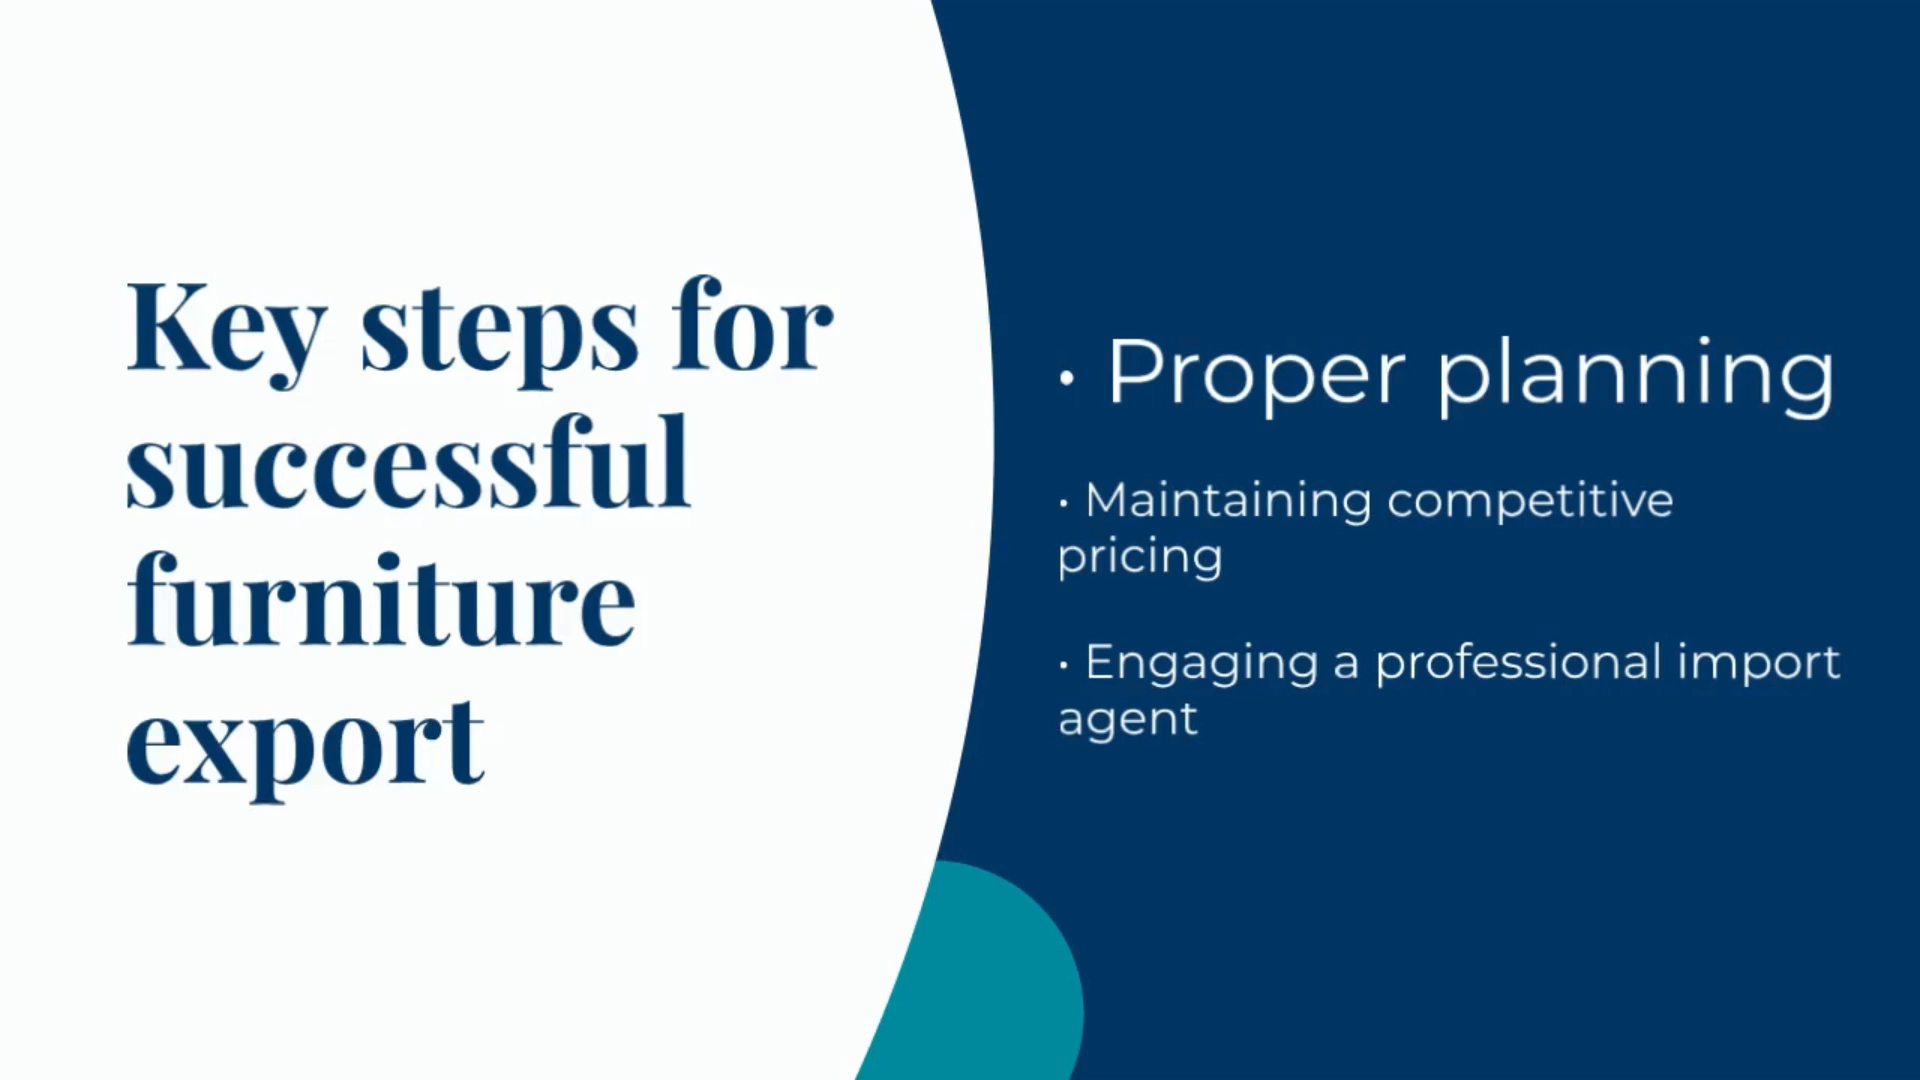 Key steps for
successful
furniture
export
• Proper planning
• Maintaining competitive
pricing
• Engaging a professional import
agent